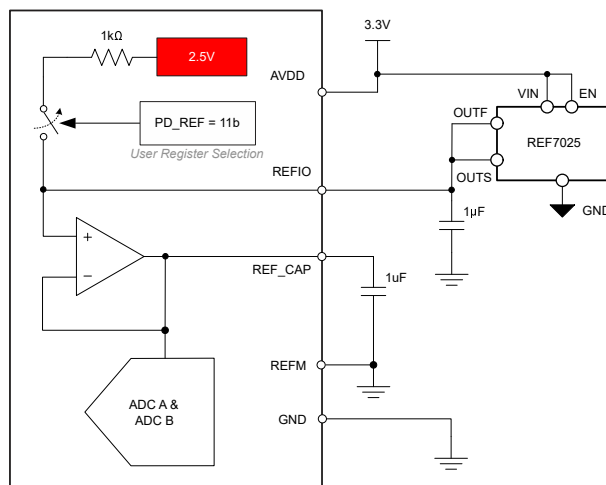 1kΩ
2.5V
3.3V
AVDD
VIN
EN
OUTF
REF7025
PD_REF = 11b
User Register Selection
REFIO
OUTS
GND
1µF
+
−
REF_CAP
1uF
REFM
ADC A &
ADC B
GND